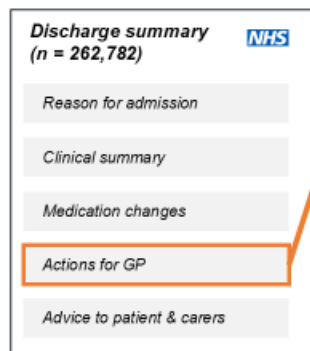 Discharge summary NHS
(n = 262,782)
Reason for admission
Clinical summary
Medication changes
Actions for GP
Advice to patient & carers